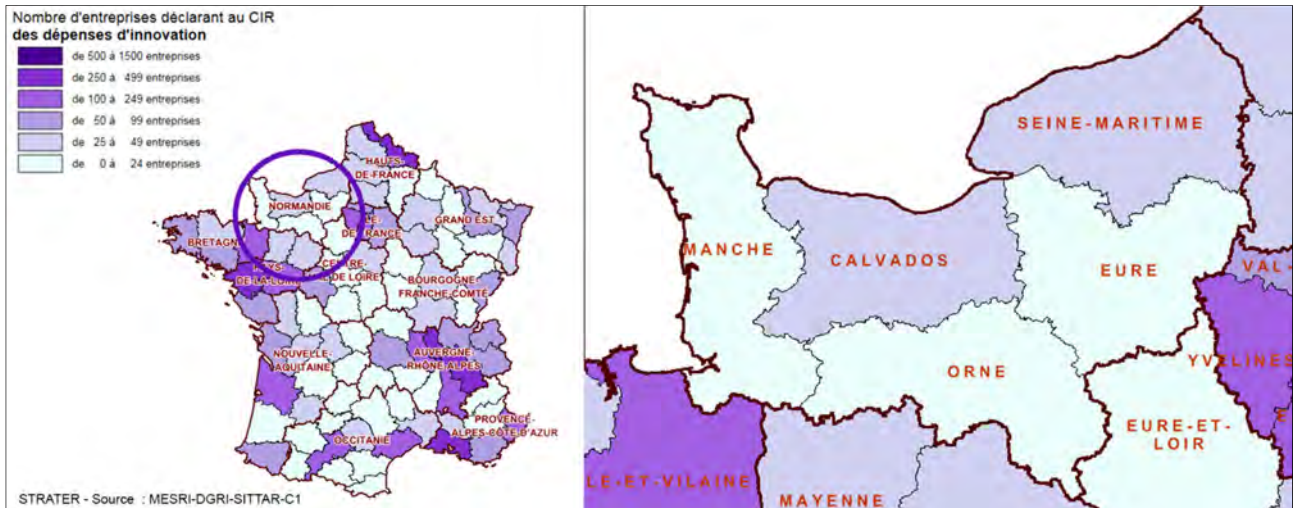 Nombre d'entreprises déclarant au CIR
des dépenses d'innovation
de 500 à 1500 entreprises
de 250 à 499 entreprises
de 100 à 249 entreprises
de 50 à 99 entreprises
de 25 à 49 entreprises
de 0 à 24 entreprises
HAUTS-
DE-FRANCE
NORMANDIE
DE-FRANCE
GRAND EST
BRETAGN
DE-LA-LOIRE
DE LOIRE
BOURGOGNE-
FRANCHE-COMTÉ
NOUVELLE-
AQUITAINE
AUVERGNE-
RHÔNE-ALPES
OCCITANIE
PROVENCE-
ALPES-CÔTE D'AZUR
STRATER - Source : MESRI-DGRI-SITTAR-C1
SEINE-MARITIME
MANCHE
CALVADOS
EURE
VAL-
YVELINES
ORNE
EURE-ET-
LOIR
LE-ET-VILAINE
MAYENNE